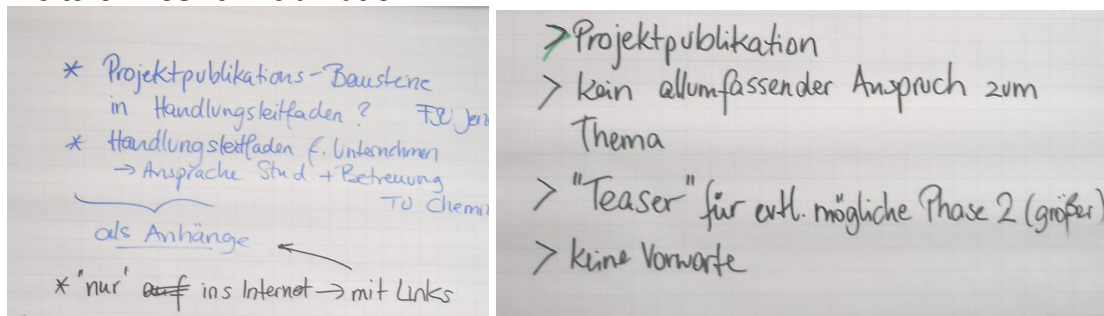 * Projektpublikations-Bausteine
in Handlungsleitfaden? FSU Jena
* Handlungsleitfaden f. Unternehmen
→ Ansprache Stud + Betreuung
TU Chemn
als Anhänge
* "nur" auf ins Internet → mit Links
> Projektpublikation
> Kein allumfassender Anspruch zum
Thema
> "Teaser" für evtl. mögliche Phase 2 (größer)
> keine Vorworte